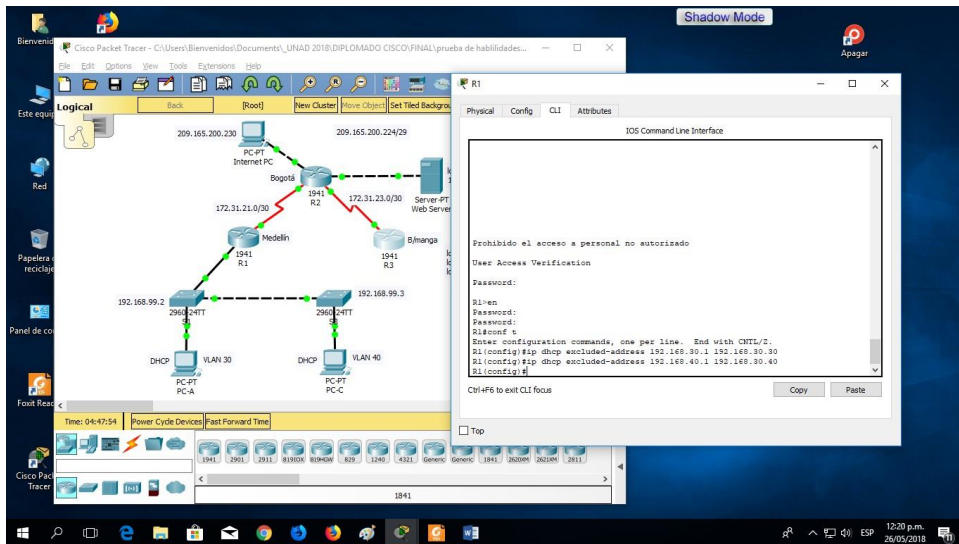 Shadow Mode
Bienvenid
Apagar
Este equip
Red
Papelera
reciclaje
Panel de co
Foxit Read
Cisco Pack
Tracer
Cisco Packet Tracer - C:\Users\Bienvenidos\Documents\_UNAD 2018\DIPLOMADO CISCO\FINAL\prueba de hablilidades...
File Edit Options View Tools Extensions Help
Logical Back [Root] New Cluster Move Object Set Tiled Backgrou
209.165.200.230
209.165.200.224/29
PC-PT
Internet PC
Bogotá
1941
R2
Server-PT
Web Server
172.31.21.0/30
172.31.23.0/30
Medellín
1941
R1
B/manga
1941
R3
192.168.99.2
192.168.99.3
2960-24TT
S1
2960-24TT
DHCP
VLAN 30
PC-PT
PC-A
DHCP
VLAN 40
PC-PT
PC-C
Time: 04:47:54 Power Cycle Devices Fast Forward Time
1941 2901 2911 819IOX 819HGW 829 1240 4321 Generic Generic 1841 2620XM 2621XM 2811
1841
R1
Physical Config CLI Attributes
IOS Command Line Interface
Prohibido el acceso a personal no autorizado
User Access Verification
Password:
R1>en
Password:
Password:
R1#conf t
Enter configuration commands, one per line. End with CNTL/Z.
R1(config)#ip dhcp excluded-address 192.168.30.1 192.168.30.30
R1(config)#ip dhcp excluded-address 192.168.40.1 192.168.30.40
R1(config)#
Ctrl+F6 to exit CLI focus
Copy Paste
Top
ESP
12:20 p.m.
26/05/2018